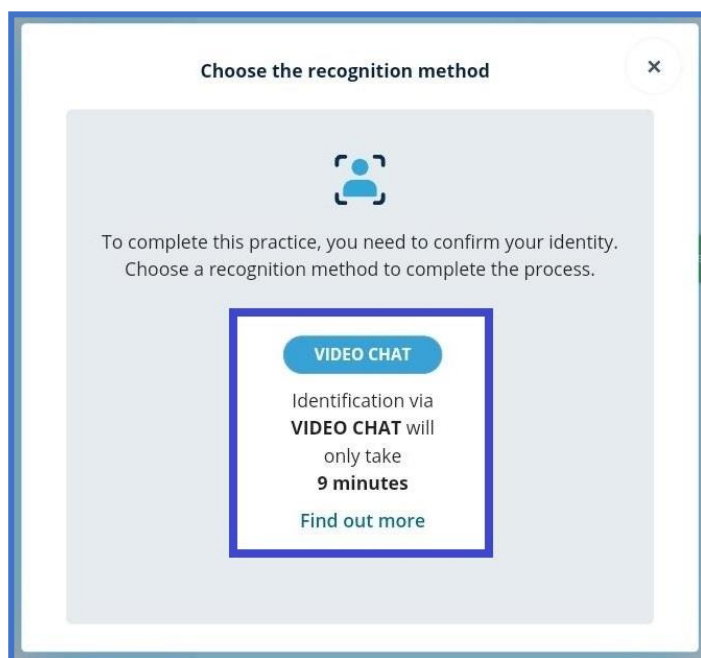 Choose the recognition method
To complete this practice, you need to confirm your identity.
Choose a recognition method to complete the process.
VIDEO CHAT
Identification via
VIDEO CHAT will
only take
9 minutes
Find out more